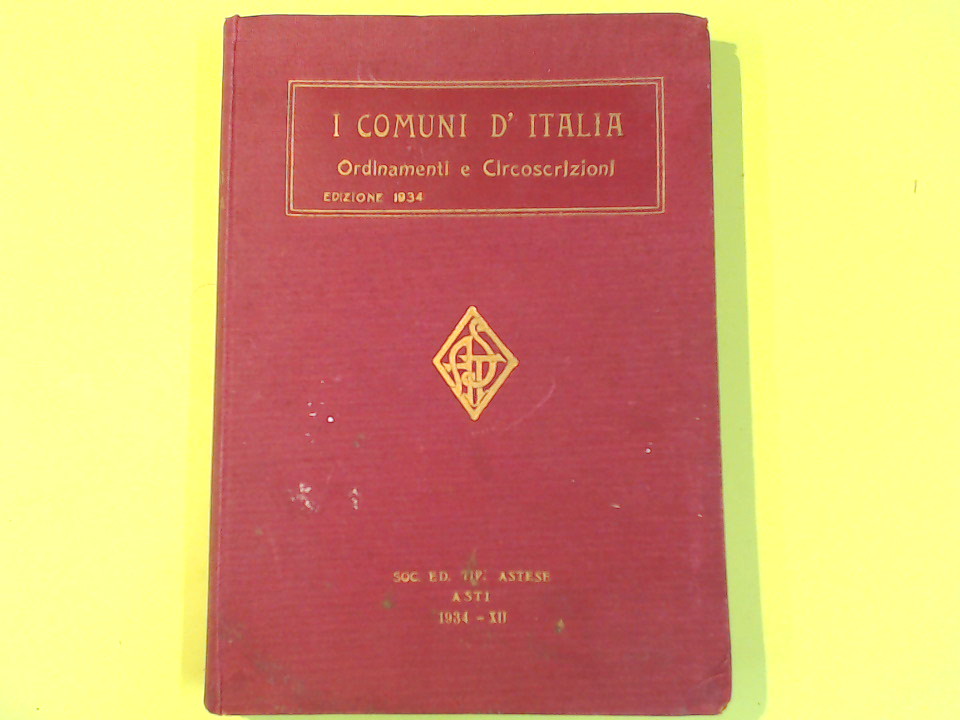 I COMUNI D' ITALIA
Ordinamenti e Circoscrizioni
EDIZIONE 1934
SOC. ED. TIP. ASTESE
ASTI
1934 - XII